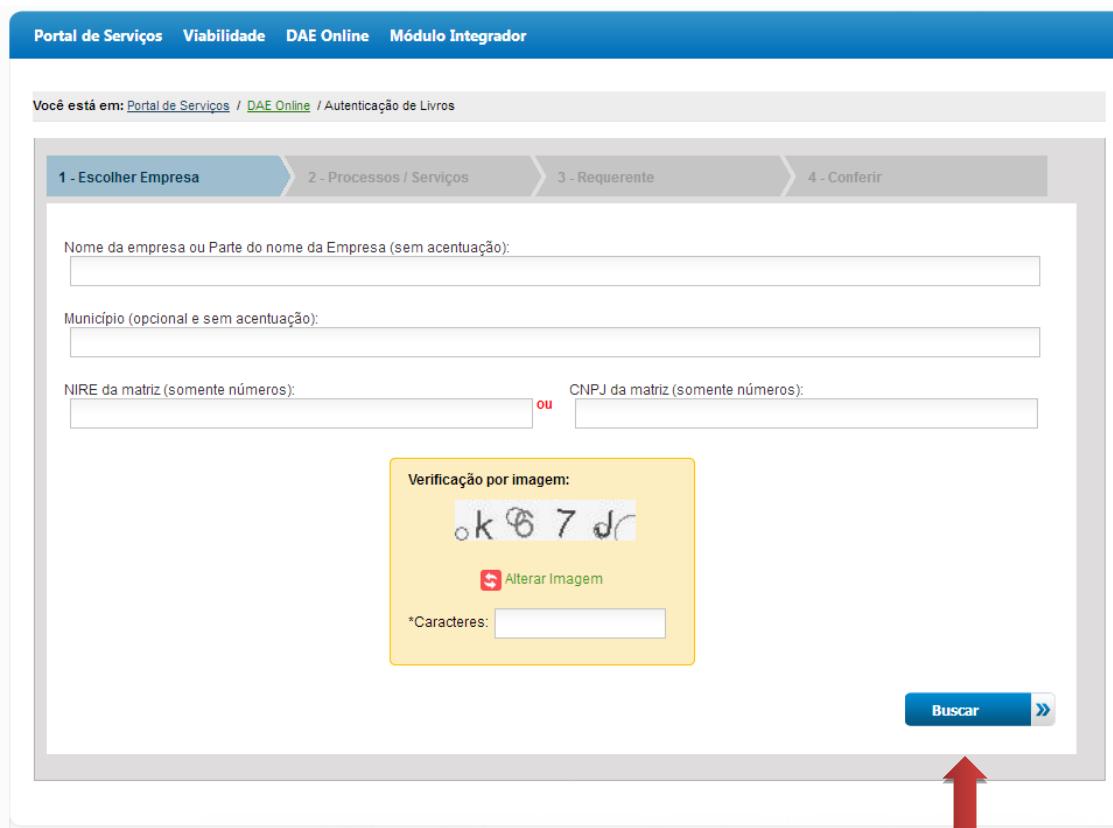 Portal de Serviços Viabilidade DAE Online Módulo Integrador
Você está em: Portal de Serviços / DAE Online / Autenticação de Livros
1 - Escolher Empresa 2 - Processos / Serviços 3 - Requerente 4 - Conferir
Nome da empresa ou Parte do nome da Empresa (sem acentuação):
Município (opcional e sem acentuação):
NIRE da matriz (somente números): ou CNPJ da matriz (somente números):
Verificação por imagem:
k 6 7 d
Alterar Imagem
*Caracteres:
Buscar »